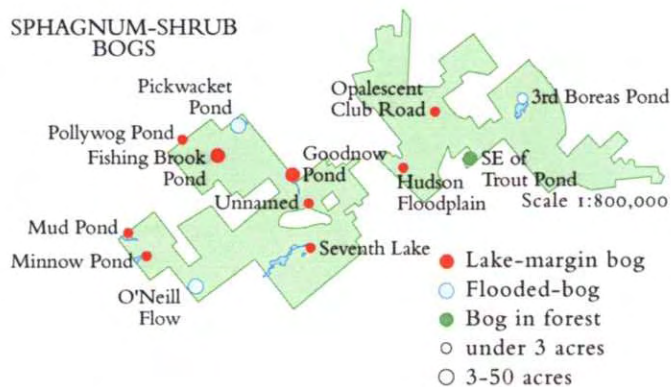 SPHAGNUM-SHRUB
BOGS
Pickwacket
Pond
Opalescent
Club Road
3rd Boreas Pond
Pollywog Pond
Fishing Brook
Pond
Goodnow
Pond
SE of
Trout Pond
Hudson
Floodplain
Scale 1:800,000
Unnamed
Mud Pond
Minnow Pond
Seventh Lake
O'Neill
Flow
Lake-margin bog
Flooded-bog
Bog in forest
under 3 acres
3-50 acres